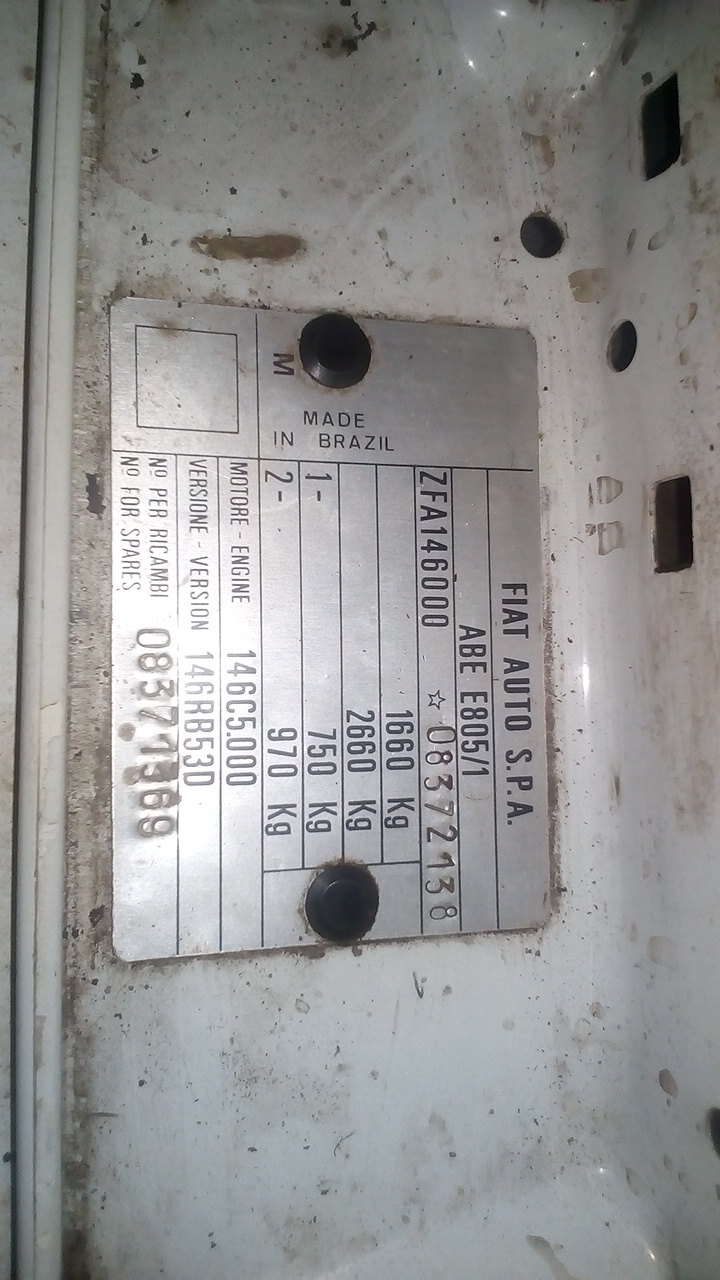 FIAT AUTO S.P.A.
ABE E805/1
ZFA146000 ☆ 08372138
1660 Kg
2660 Kg
1 - 750 Kg
2 - 970 Kg
MADE
IN BRAZIL
M
MOTORE - ENGINE 146C5.000
VERSIONE - VERSION 146RB53D
Nº PER RICAMBI
Nº FOR SPARES 08371369